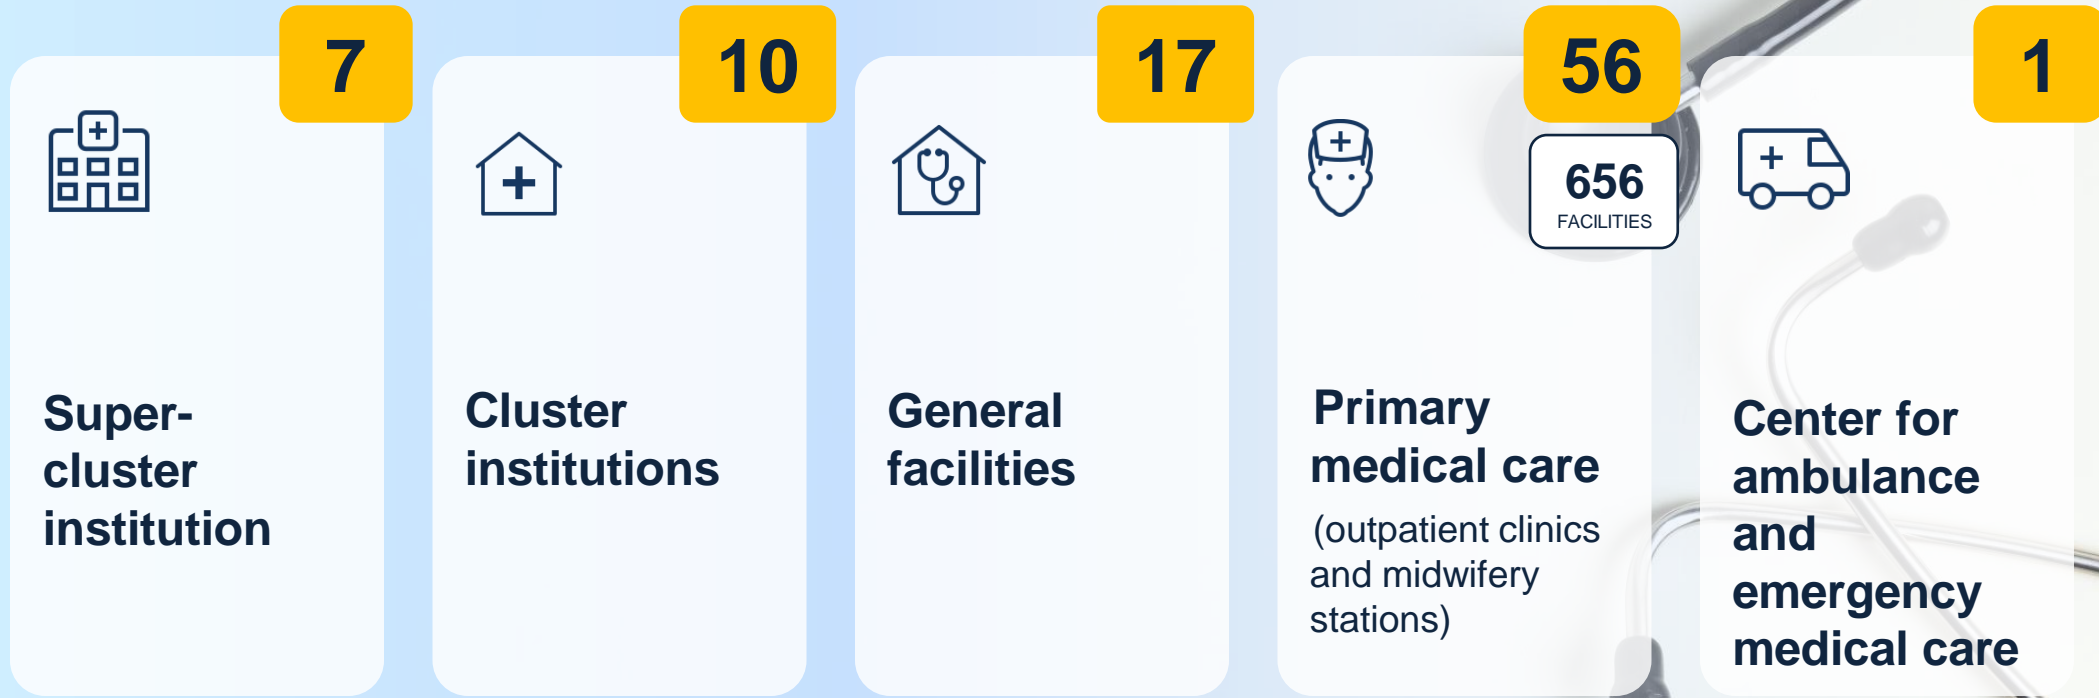 7
Super-
cluster
institution
10
Cluster
institutions
17
General
facilities
56
656
FACILITIES
Primary
medical care
(outpatient clinics
and midwifery
stations)
1
Center for
ambulance
and
emergency
medical care